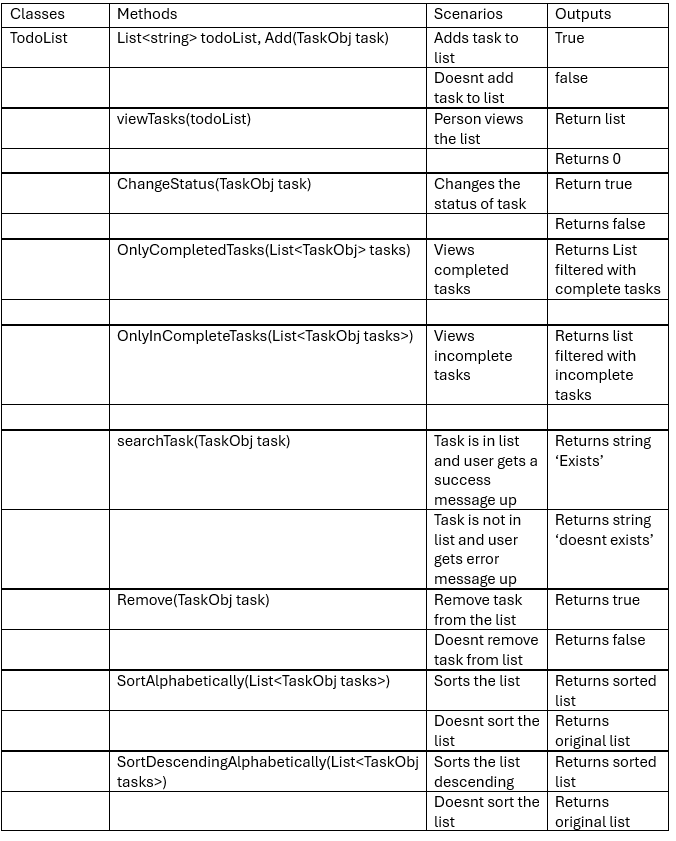 Classes Methods Scenarios Outputs
TodoList List<string> todoList, Add(TaskObj task) Adds task to True
list
Doesnt add false
task to list
viewTasks(todoList) Person views Return list
the list
Returns 0
ChangeStatus(TaskObj task) Changes the Return true
status of task
Returns false
OnlyCompletedTasks(List<TaskObj> tasks) Views Returns List
completed filtered with
tasks complete tasks
OnlyInCompleteTasks(List<TaskObj tasks>) Views Returns list
incomplete filtered with
tasks incomplete
tasks
searchTask(TaskObj task) Task is in list Returns string
and user gets a ‘Exists’
success
message up
Task is not in Returns string
list and user ‘doesnt exists’
gets error
message up
Remove(TaskObj task) Remove task Returns true
from the list
Doesnt remove Returns false
task from list
SortAlphabetically(List<TaskObj tasks>) Sorts the list Returns sorted
list
Doesnt sort the Returns
list original list
SortDescendingAlphabetically(List<TaskObj Sorts the list Returns sorted
tasks>) descending list
Doesnt sort the Returns
list original list